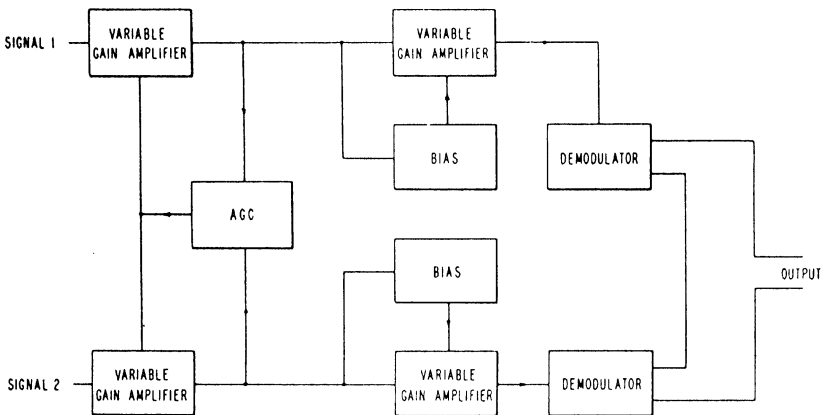 SIGNAL 1
VARIABLE
GAIN AMPLIFIER
VARIABLE
GAIN AMPLIFIER
BIAS
DEMODULATOR
AGC
BIAS
OUTPUT
SIGNAL 2
VARIABLE
GAIN AMPLIFIER
VARIABLE
GAIN AMPLIFIER
DEMODULATOR